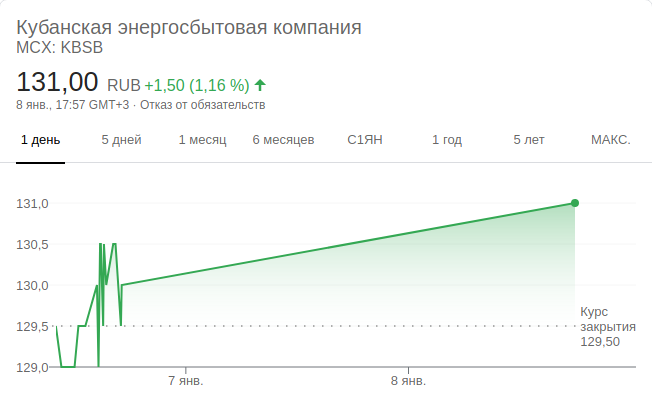 Кубанская энергосбытовая компания
MCX: KBSB
131,00 RUB +1,50 (1,16 %)
8 янв., 17:57 GMT+3 · Отказ от обязательств
1 день 5 дней 1 месяц 6 месяцев С1ЯН 1 год 5 лет МАКС.
131,0
130,5
130,0
129,5
129,0
Курс
закрытия
129,50
7 янв. 8 янв.